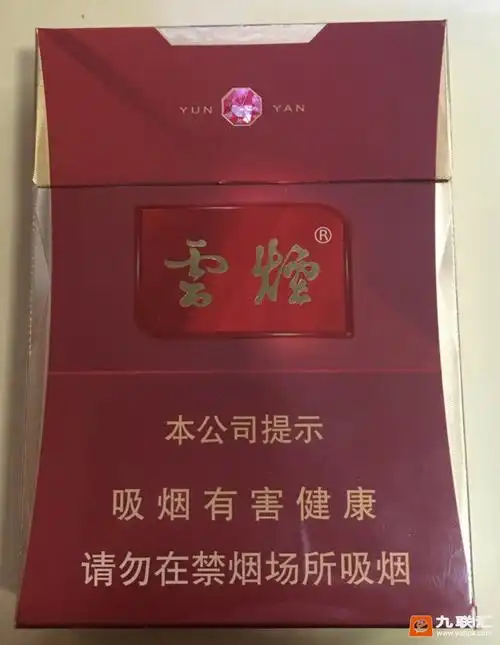 YUN YAN
雲煙®
本公司提示
吸烟有害健康
请勿在禁烟场所吸烟
九联汇